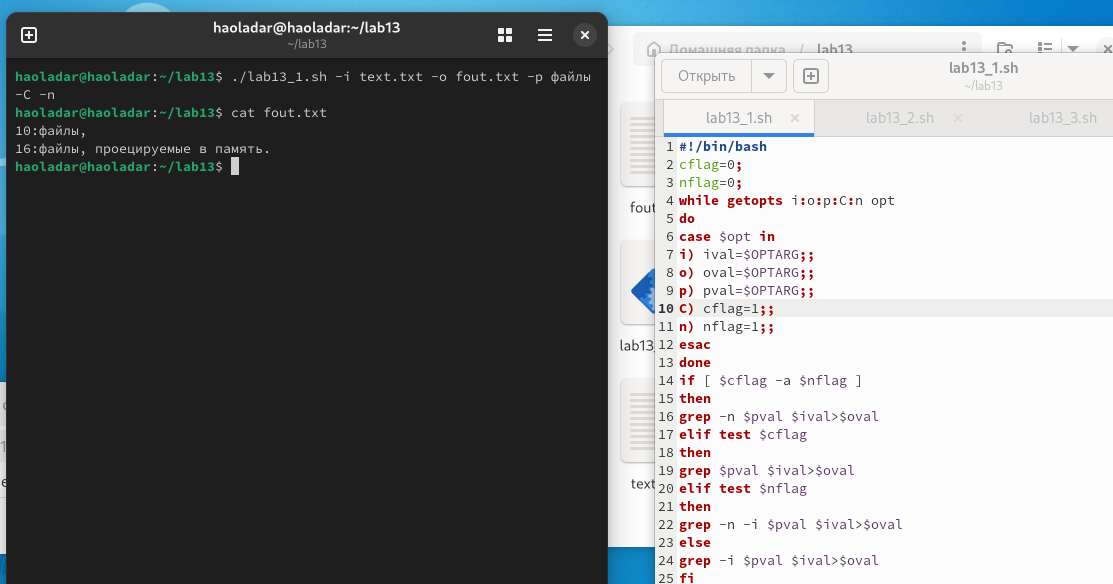 haoladar@haoladar:~/lab13
~/lab13
haoladar@haoladar:~/lab13$ ./lab13_1.sh -i text.txt -o fout.txt -p файлы
-C -n
haoladar@haoladar:~/lab13$ cat fout.txt
10:файлы,
16:файлы, проецируемые в память.
haoladar@haoladar:~/lab13$
Домашняя папка / lab13
fout
lab13_
text
Открыть
lab13_1.sh
~/lab13
lab13_1.sh
lab13_2.sh
lab13_3.sh
1 #!/bin/bash
2 cflag=0;
3 nflag=0;
4 while getopts i:o:p:C:n opt
5 do
6 case $opt in
7 i) ival=$OPTARG;;
8 o) oval=$OPTARG;;
9 p) pval=$OPTARG;;
10 C) cflag=1;;
11 n) nflag=1;;
12 esac
13 done
14 if [ $cflag -a $nflag ]
15 then
16 grep -n $pval $ival>$oval
17 elif test $cflag
18 then
19 grep $pval $ival>$oval
20 elif test $nflag
21 then
22 grep -n -i $pval $ival>$oval
23 else
24 grep -i $pval $ival>$oval
25 fi